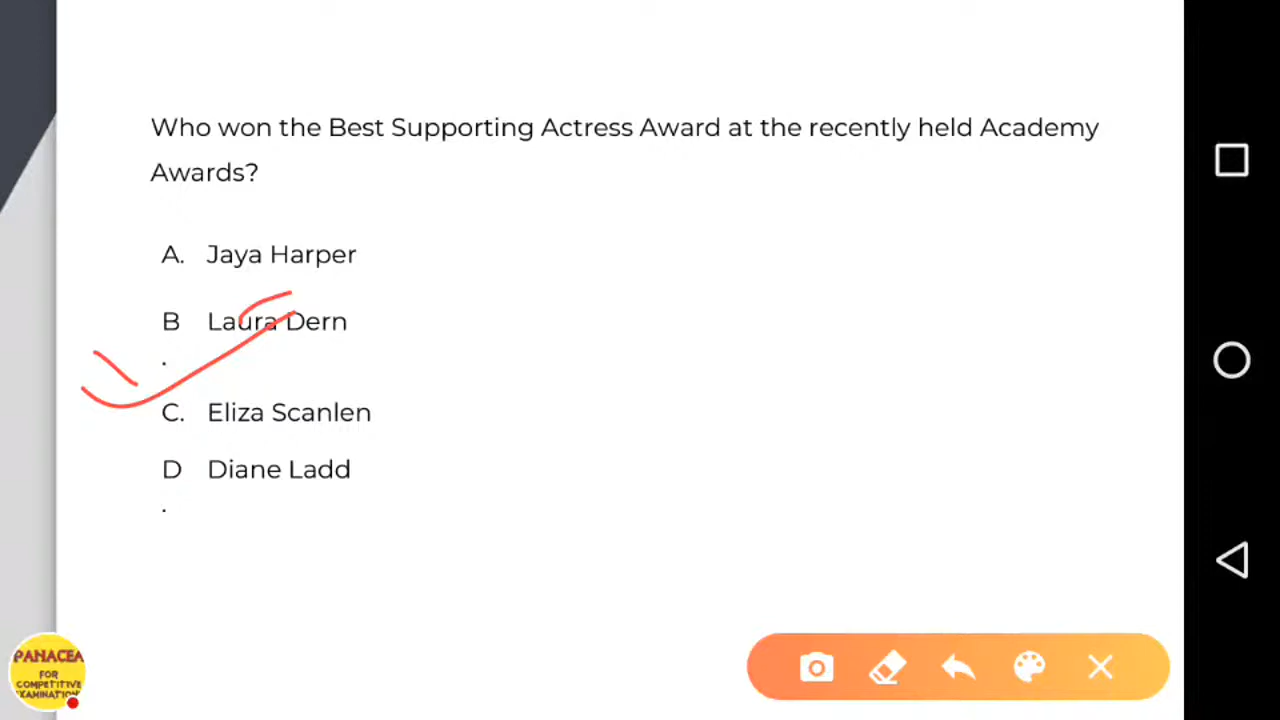 Who won the Best Supporting Actress Award at the recently held Academy
Awards?
A. Jaya Harper
B Laura Dern
.
C. Eliza Scanlen
D Diane Ladd
.
PANACEA
FOR
COMPETITIVE
EXAMINATION